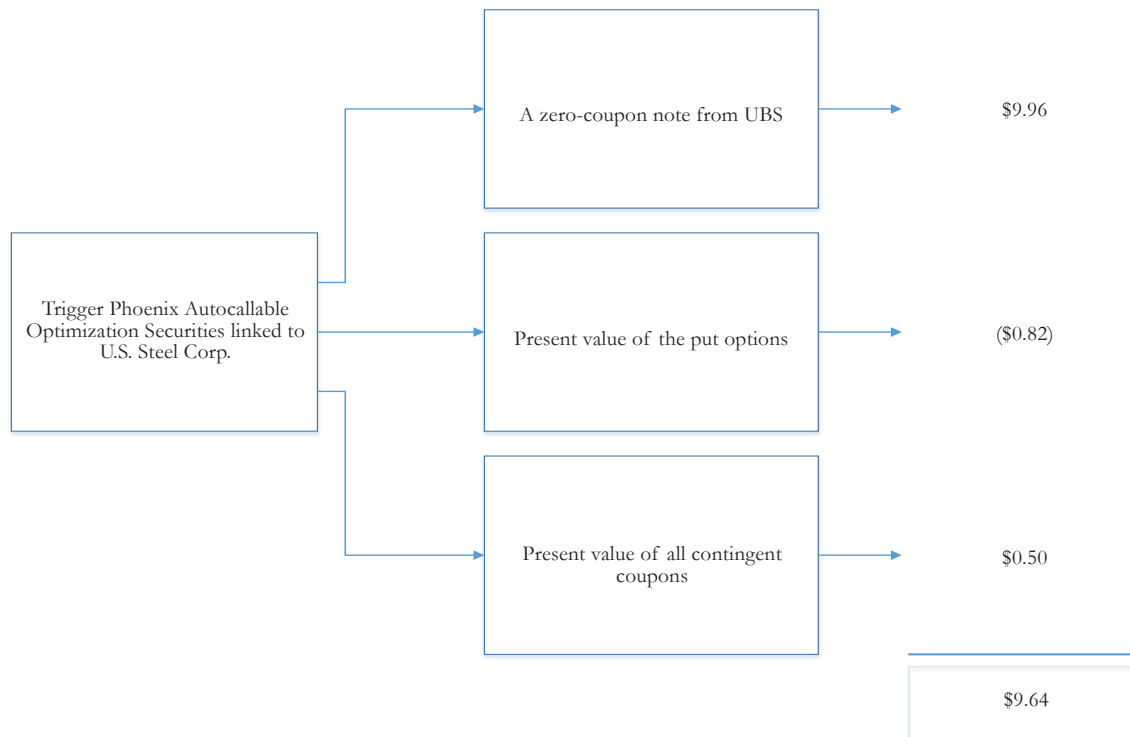 A zero-coupon note from UBS
$9.96
Trigger Phoenix Autocallable
Optimization Securities linked to
U.S. Steel Corp.
Present value of the put options
($0.82)
Present value of all contingent
coupons
$0.50
$9.64